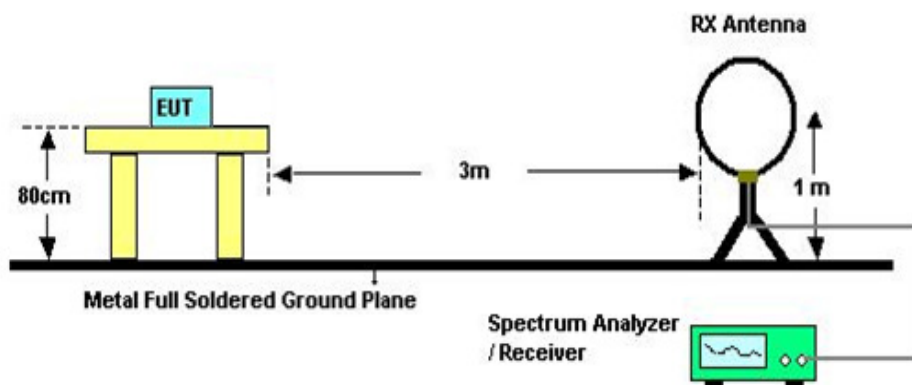 RX Antenna
EUT
3m
80cm
1 m
Metal Full Soldered Ground Plane
Spectrum Analyzer
/ Receiver